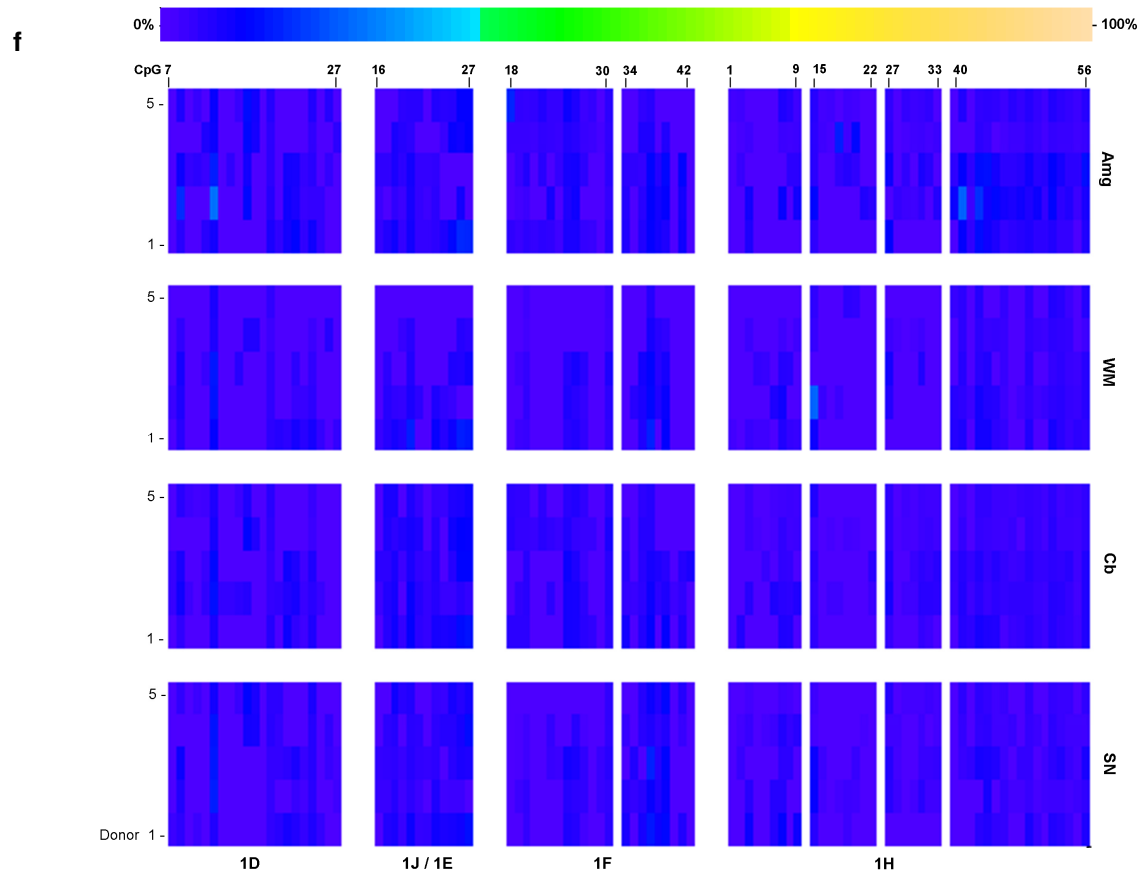 f
0% - 100%
CpG 7 27 16 27 18 30 34 42 1 9 15 22 27 33 40 56
5 -
Amg
1 -
5 -
WM
1 -
5 -
Cb
1 -
5 -
SN
Donor 1 -
1D 1J / 1E 1F 1H